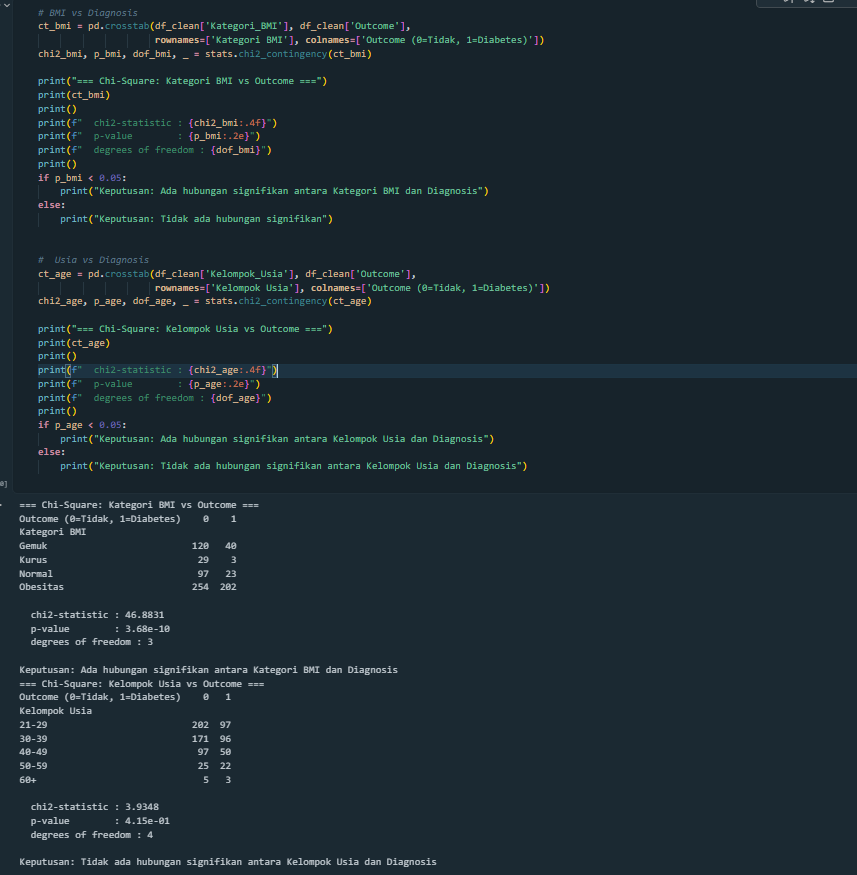 # BMI vs Diagnosis
ct_bmi = pd.crosstab(df_clean['Kategori_BMI'], df_clean['Outcome'],
rownames=['Kategori BMI'], colnames=['Outcome (0=Tidak, 1=Diabetes)'])
chi2_bmi, p_bmi, dof_bmi, _ = stats.chi2_contingency(ct_bmi)
print("=== Chi-Square: Kategori BMI vs Outcome ===")
print(ct_bmi)
print()
print(f"  chi2-statistic : {chi2_bmi:.4f}")
print(f"  p-value        : {p_bmi:.2e}")
print(f"  degrees of freedom : {dof_bmi}")
print()
if p_bmi < 0.05:
print("Keputusan: Ada hubungan signifikan antara Kategori BMI dan Diagnosis")
else:
print("Keputusan: Tidak ada hubungan signifikan")
#  Usia vs Diagnosis
ct_age = pd.crosstab(df_clean['Kelompok_Usia'], df_clean['Outcome'],
rownames=['Kelompok Usia'], colnames=['Outcome (0=Tidak, 1=Diabetes)'])
chi2_age, p_age, dof_age, _ = stats.chi2_contingency(ct_age)
print("=== Chi-Square: Kelompok Usia vs Outcome ===")
print(ct_age)
print()
print(f"  chi2-statistic : {chi2_age:.4f}")
print(f"  p-value        : {p_age:.2e}")
print(f"  degrees of freedom : {dof_age}")
print()
if p_age < 0.05:
print("Keputusan: Ada hubungan signifikan antara Kelompok Usia dan Diagnosis")
else:
print("Keputusan: Tidak ada hubungan signifikan antara Kelompok Usia dan Diagnosis")
=== Chi-Square: Kategori BMI vs Outcome ===
Outcome (0=Tidak, 1=Diabetes)    0    1
Kategori BMI
Gemuk                          120   40
Kurus                           29    3
Normal                          97   23
Obesitas                       254  202
chi2-statistic : 46.8831
p-value        : 3.68e-10
degrees of freedom : 3
Keputusan: Ada hubungan signifikan antara Kategori BMI dan Diagnosis
=== Chi-Square: Kelompok Usia vs Outcome ===
Outcome (0=Tidak, 1=Diabetes)    0   1
Kelompok Usia
21-29                          202  97
30-39                          171  96
40-49                           97  50
50-59                           25  22
60+                              5   3
chi2-statistic : 3.9348
p-value        : 4.15e-01
degrees of freedom : 4
Keputusan: Tidak ada hubungan signifikan antara Kelompok Usia dan Diagnosis